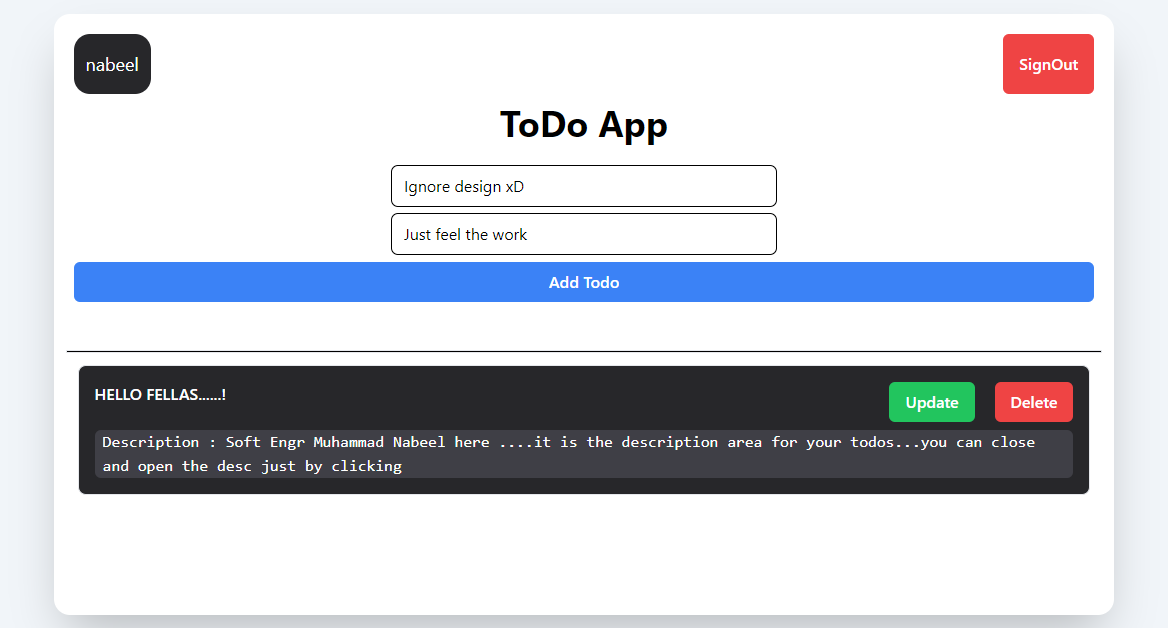 nabeel
SignOut
ToDo App
Ignore design xD
Just feel the work
Add Todo
HELLO FELLAS......!
Update
Delete
Description : Soft Engr Muhammad Nabeel here ....it is the description area for your todos...you can close
and open the desc just by clicking